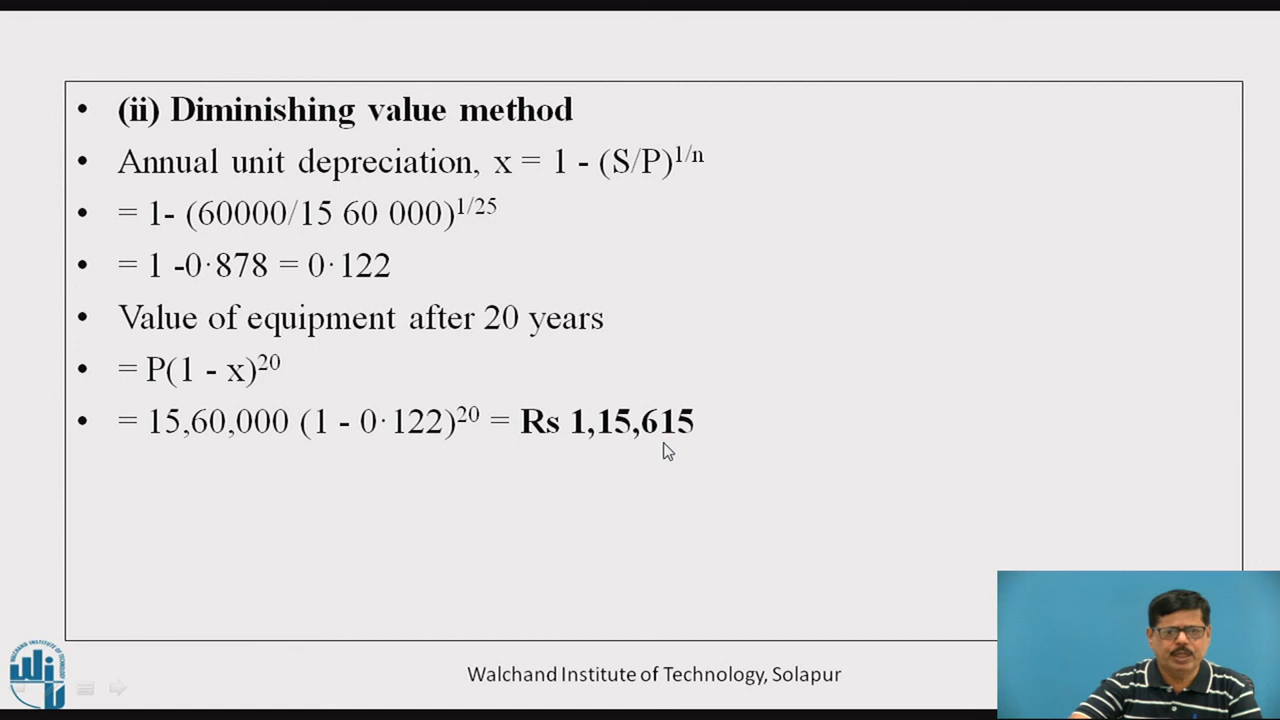 • (ii) Diminishing value method
• Annual unit depreciation, x = 1 - (S/P)^1/n
• = 1- (60000/15 60 000)^1/25
• = 1 -0·878 = 0·122
• Value of equipment after 20 years
• = P(1 - x)^20
• = 15,60,000 (1 - 0·122)^20 = Rs 1,15,615
Walchand Institute of Technology, Solapur